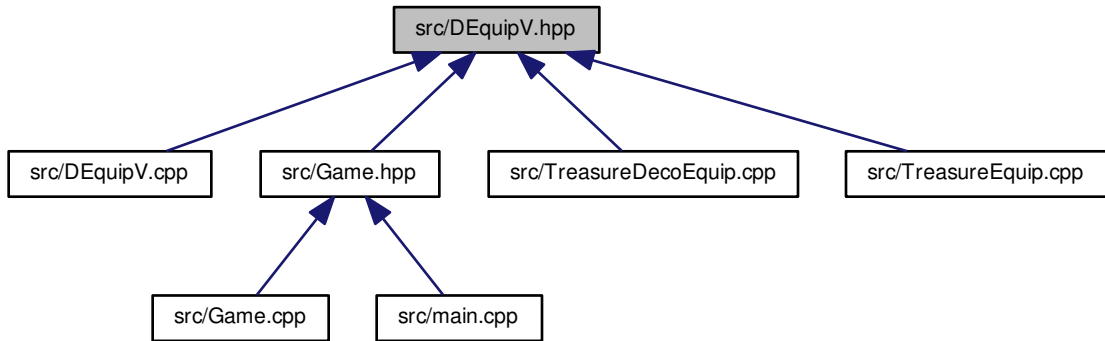 src/DEquipV.hpp
src/DEquipV.cpp
src/Game.hpp
src/TreasureDecoEquip.cpp
src/TreasureEquip.cpp
src/Game.cpp
src/main.cpp